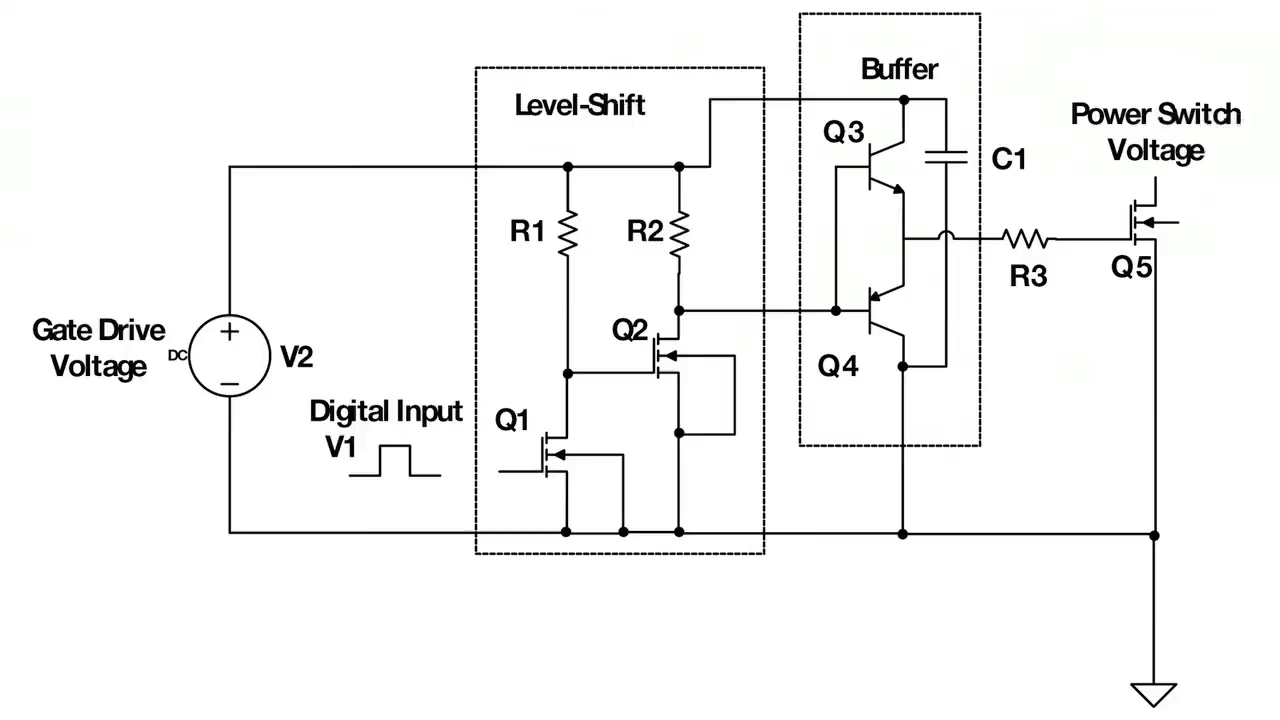 Buffer
Level-Shift
Power Switch
Voltage
Q3
C1
R1
R2
R3
Q5
Gate Drive
Voltage
DC
+
−
V2
Q2
Q4
Digital Input
V1
Q1